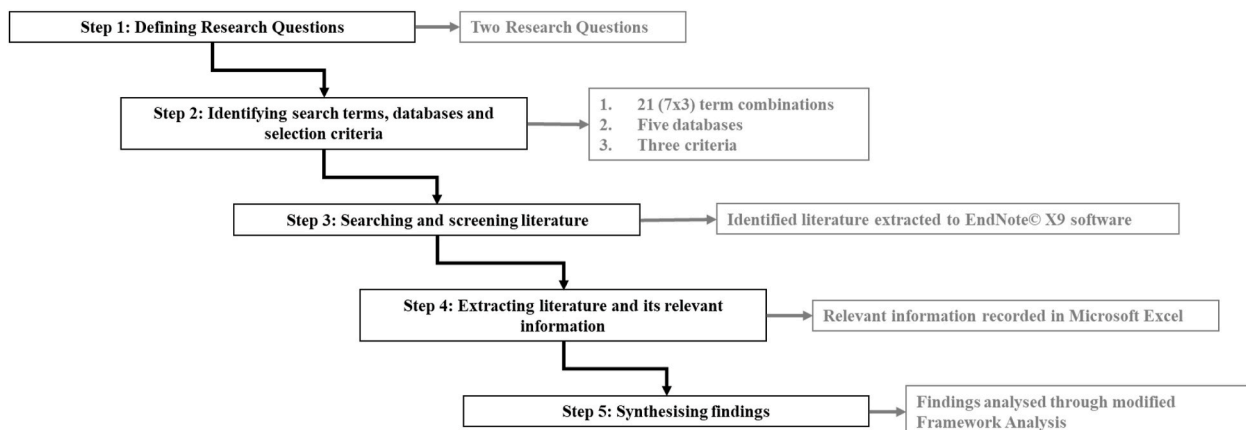 Step 1: Defining Research Questions
Two Research Questions
Step 2: Identifying search terms, databases and
selection criteria
1. 21 (7x3) term combinations
2. Five databases
3. Three criteria
Step 3: Searching and screening literature
Identified literature extracted to EndNote© X9 software
Step 4: Extracting literature and its relevant
information
Relevant information recorded in Microsoft Excel
Step 5: Synthesising findings
Findings analysed through modified
Framework Analysis